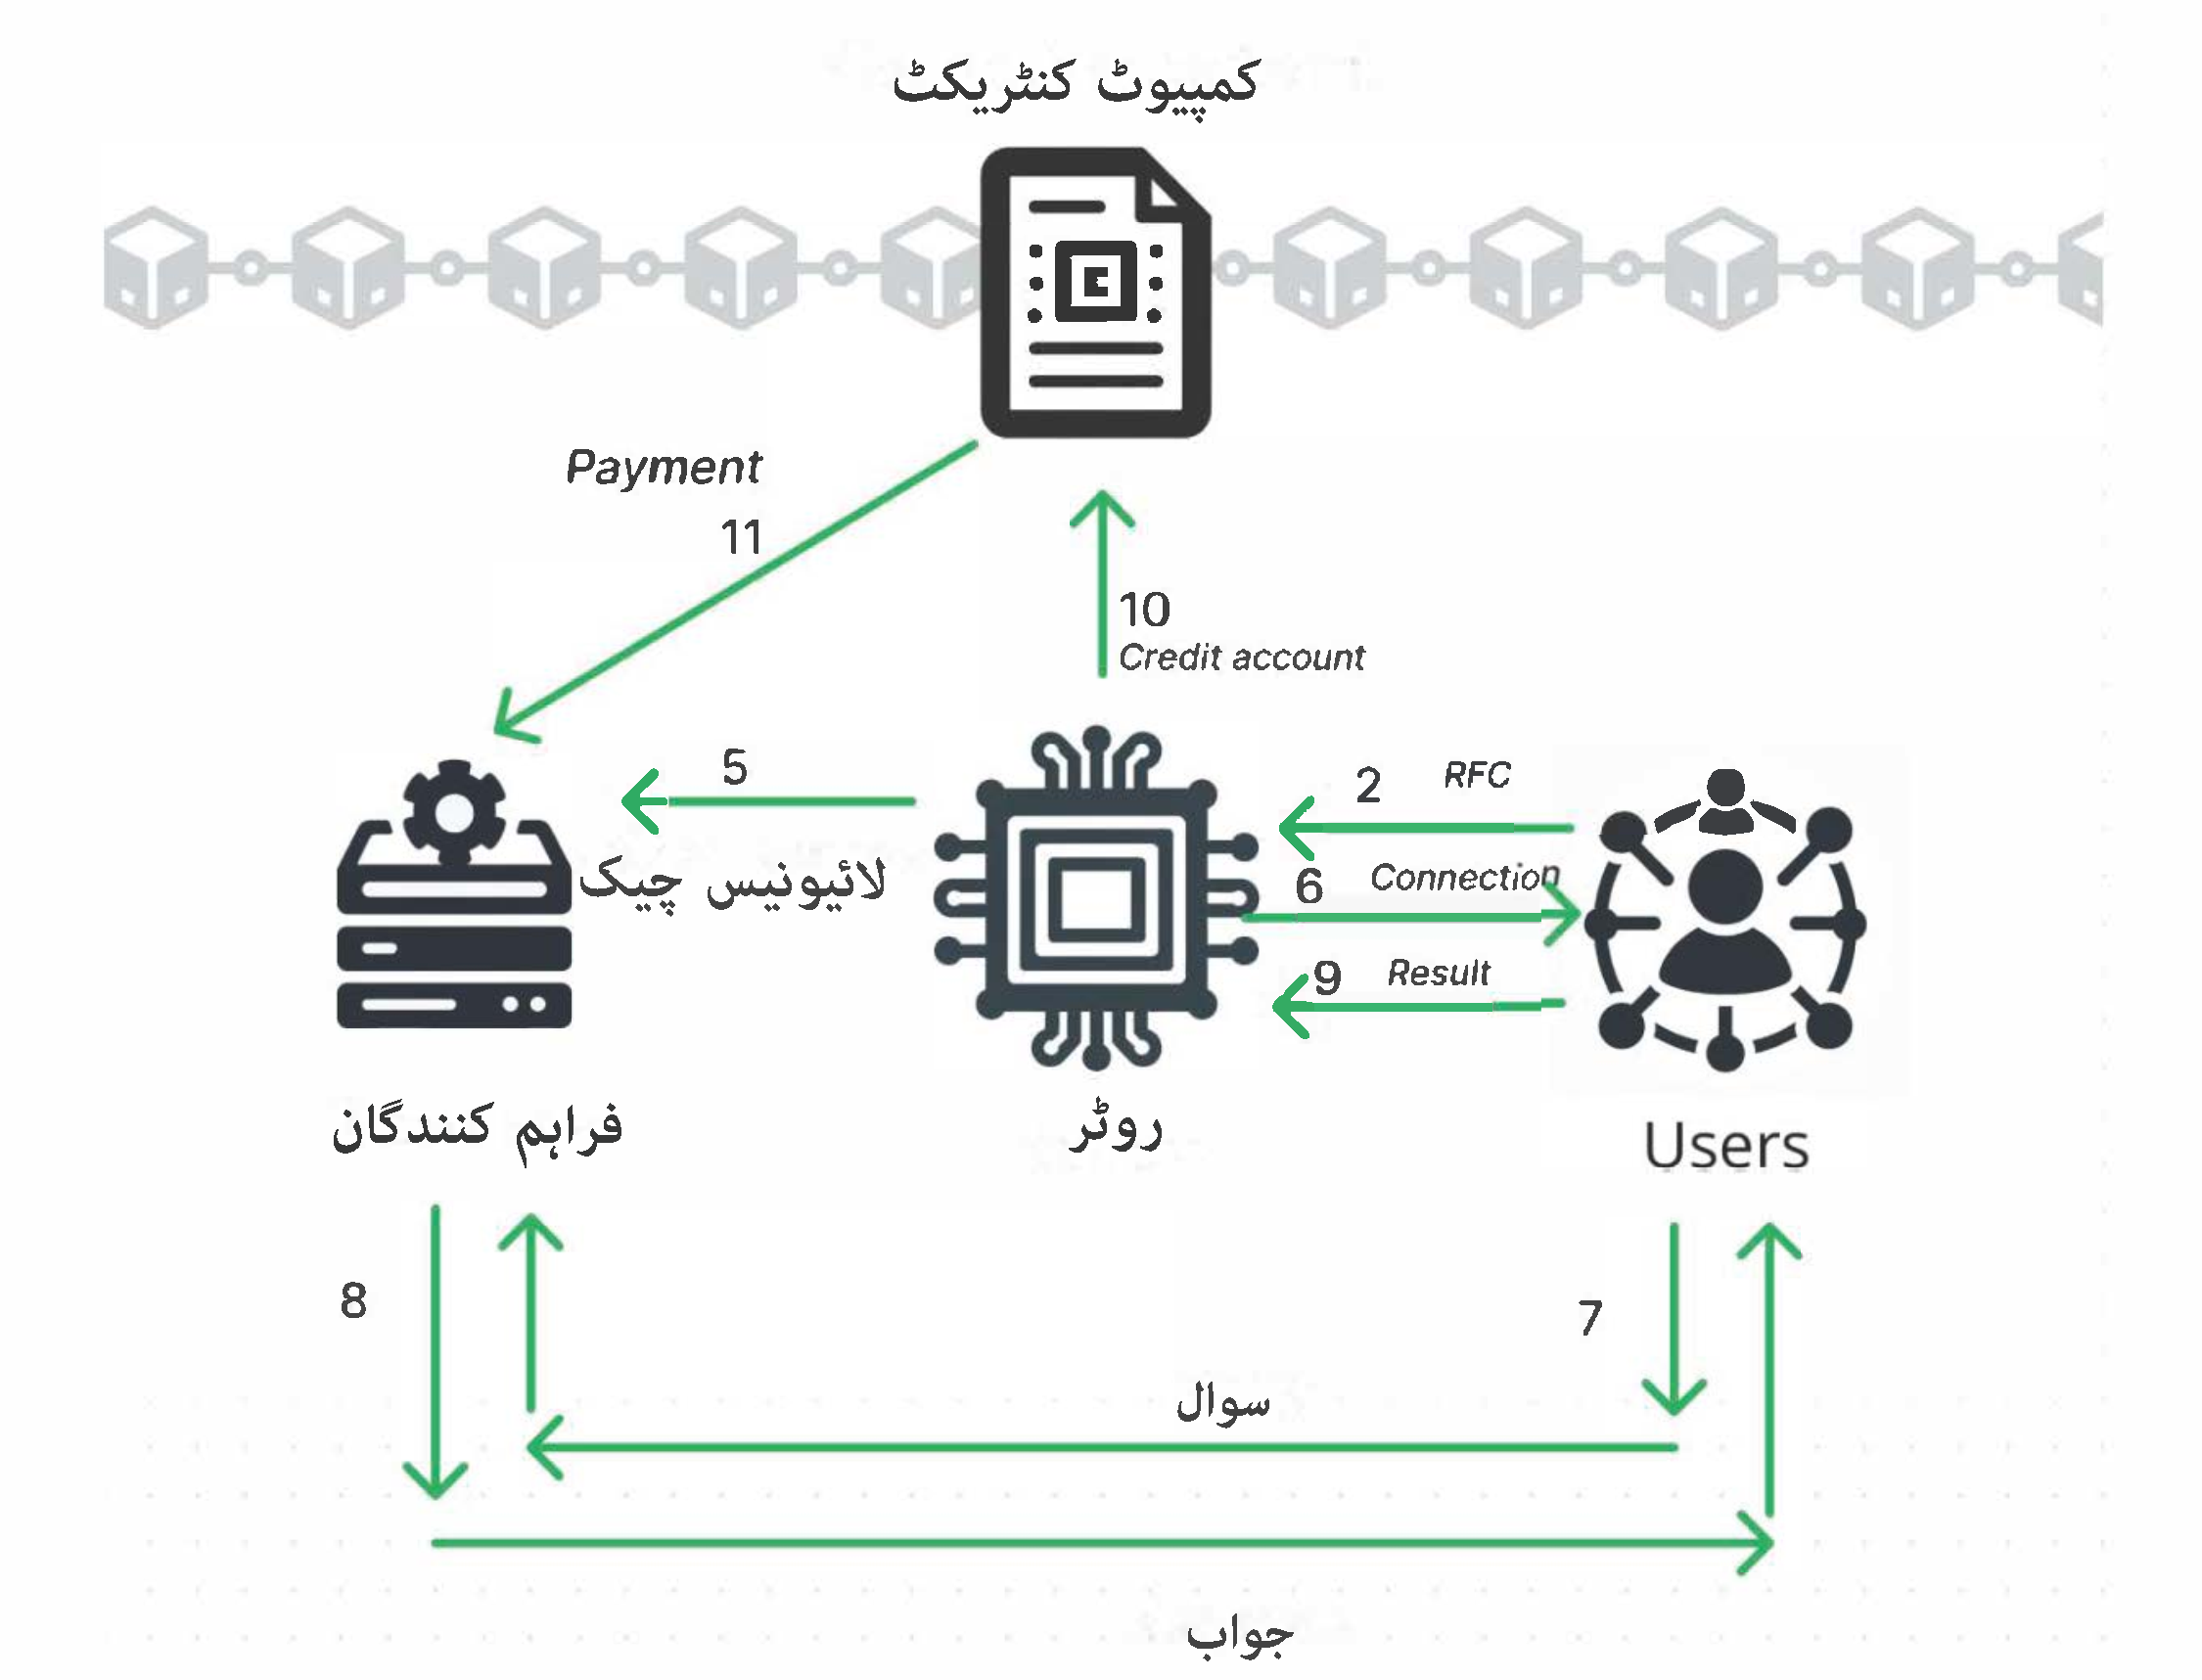 کمپیوٹ کنٹریکٹ
Payment
11
10
Credit account
5
لائیونیس چیک
2 RFC
6 Connection
9 Result
فراہم کنندگان
روٹر
Users
8
7
سوال
جواب